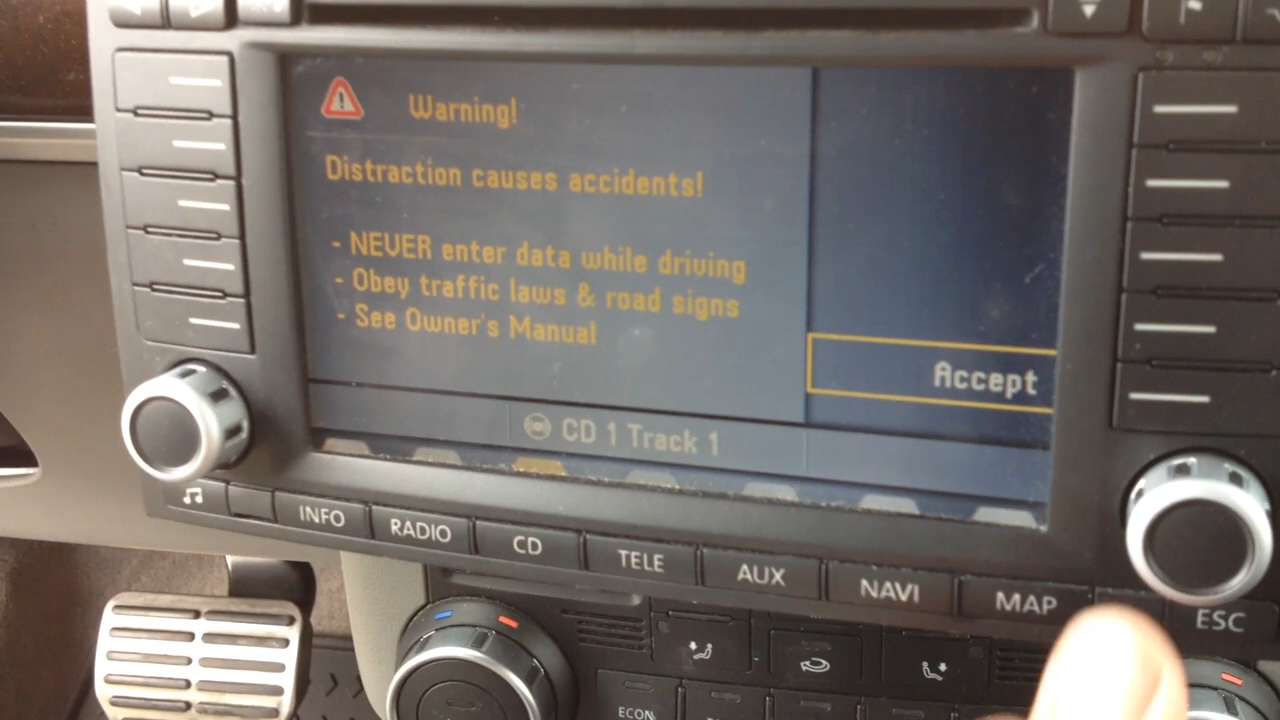 Warning!
Distraction causes accidents!
- NEVER enter data while driving
- Obey traffic laws & road signs
- See Owner's Manual
Accept
CD 1 Track 1
INFO
RADIO
CD
TELE
AUX
NAVI
MAP
ESC
ECON